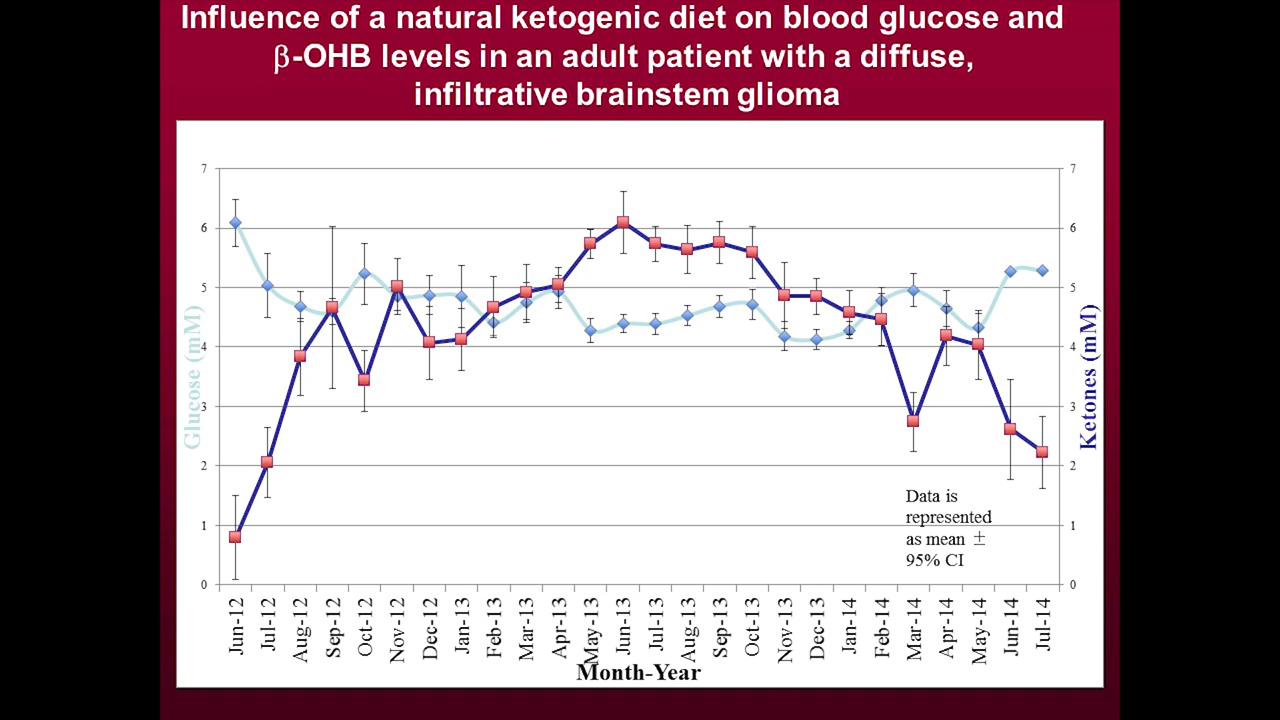 Influence of a natural ketogenic diet on blood glucose and
β-OHB levels in an adult patient with a diffuse,
infiltrative brainstem glioma
7
6
5
4
3
2
1
0
Glucose (mM)
7
6
5
4
3
2
1
0
Ketones (mM)
Data is
represented
as mean ±
95% CI
Jun-12
Jul-12
Aug-12
Sep-12
Oct-12
Nov-12
Dec-12
Jan-13
Feb-13
Mar-13
Apr-13
May-13
Jun-13
Jul-13
Aug-13
Sep-13
Oct-13
Nov-13
Dec-13
Jan-14
Feb-14
Mar-14
Apr-14
May-14
Jun-14
Jul-14
Month-Year